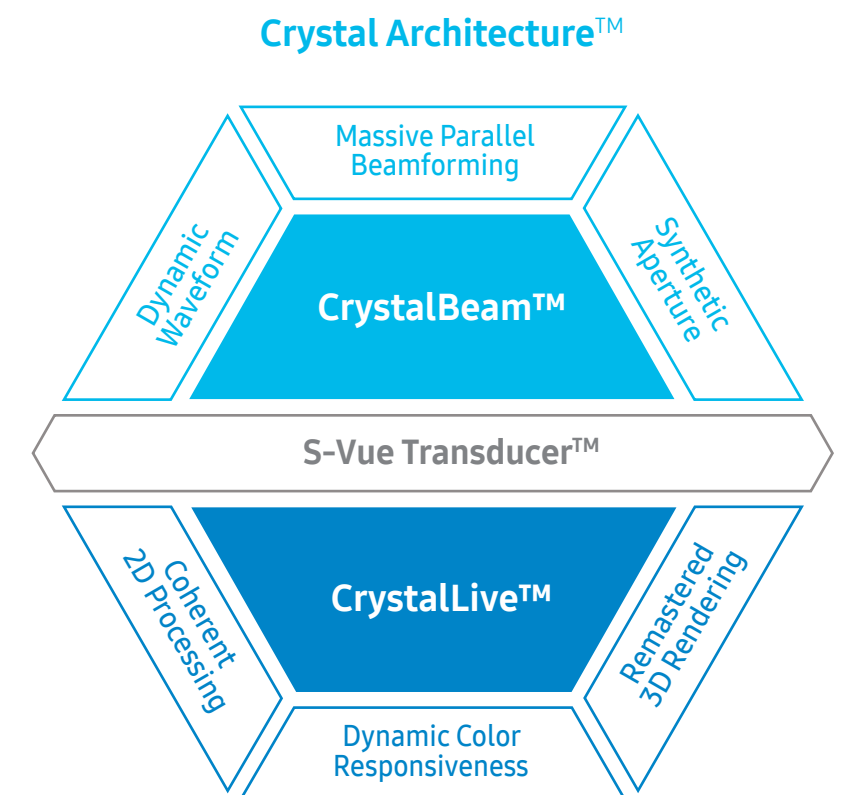 Crystal Architecture™
Massive Parallel
Beamforming
Dynamic
Waveform
Synthetic
Aperture
CrystalBeam™
S-Vue Transducer™
Coherent
2D Processing
CrystalLive™
Remastered
3D Rendering
Dynamic Color
Responsiveness